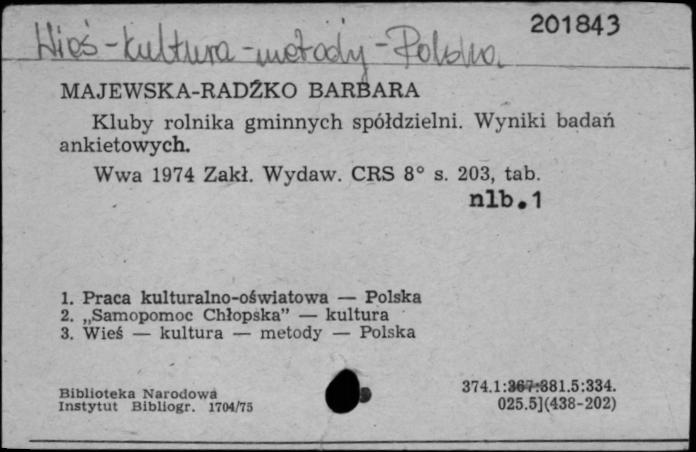 201843
Wieś - kultura - metody - Polska.
MAJEWSKA-RADŹKO BARBARA
Kluby rolnika gminnych spółdzielni. Wyniki badań
ankietowych.
Wwa 1974 Zakł. Wydaw. CRS 8° s. 203, tab.
nlb.1
1. Praca kulturalno-oświatowa — Polska
2. „Samopomoc Chłopska” — kultura
3. Wieś — kultura — metody — Polska
Biblioteka Narodowa
Instytut Bibliogr. 1704/75
374.1:367:381.5:334.
025.5](438-202)